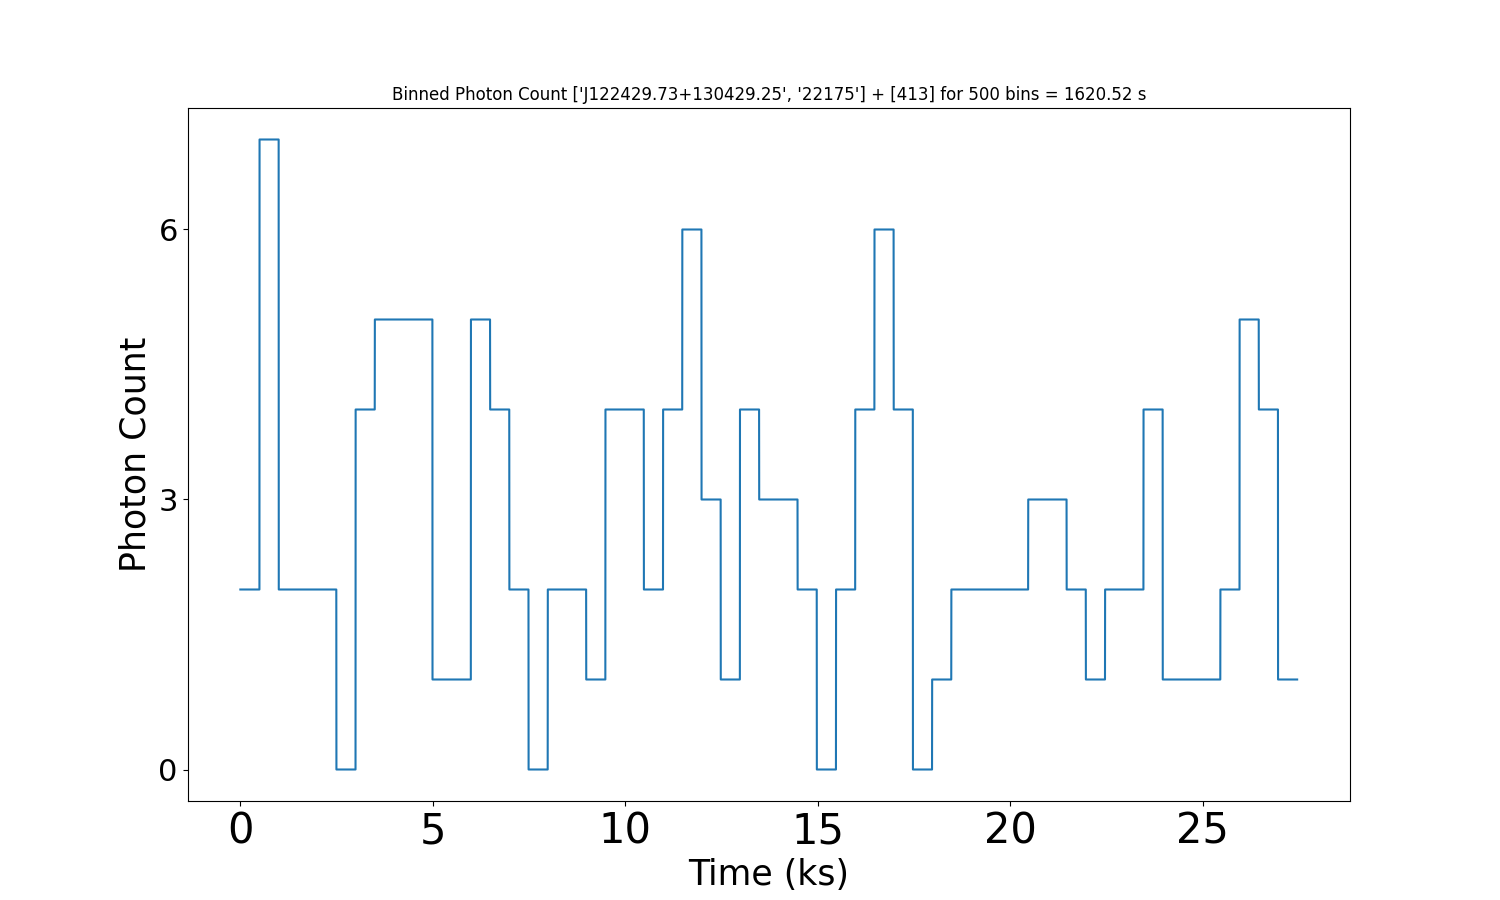 Binned Photon Count ['J122429.73+130429.25', '22175'] + [413] for 500 bins = 1620.52 s
6
3
0
Photon Count
0 5 10 15 20 25
Time (ks)